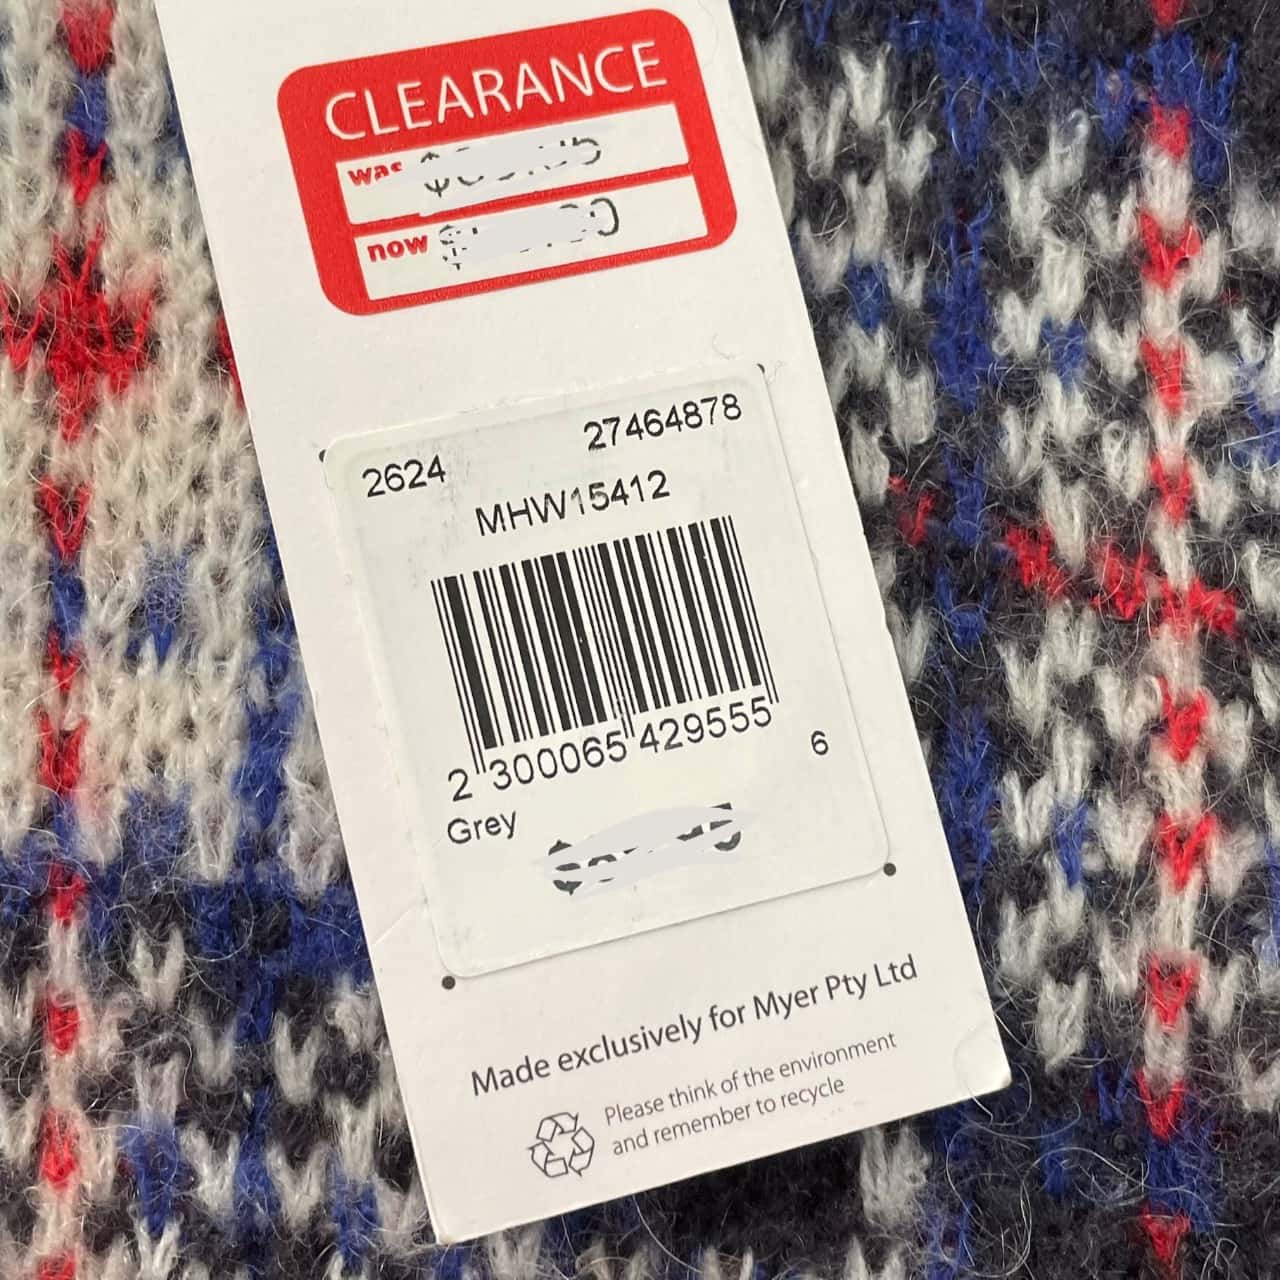 CLEARANCE
was
now
27464878
2624
MHW15412
2 300065 429555
6
Grey
Made exclusively for Myer Pty Ltd
Please think of the environment
and remember to recycle